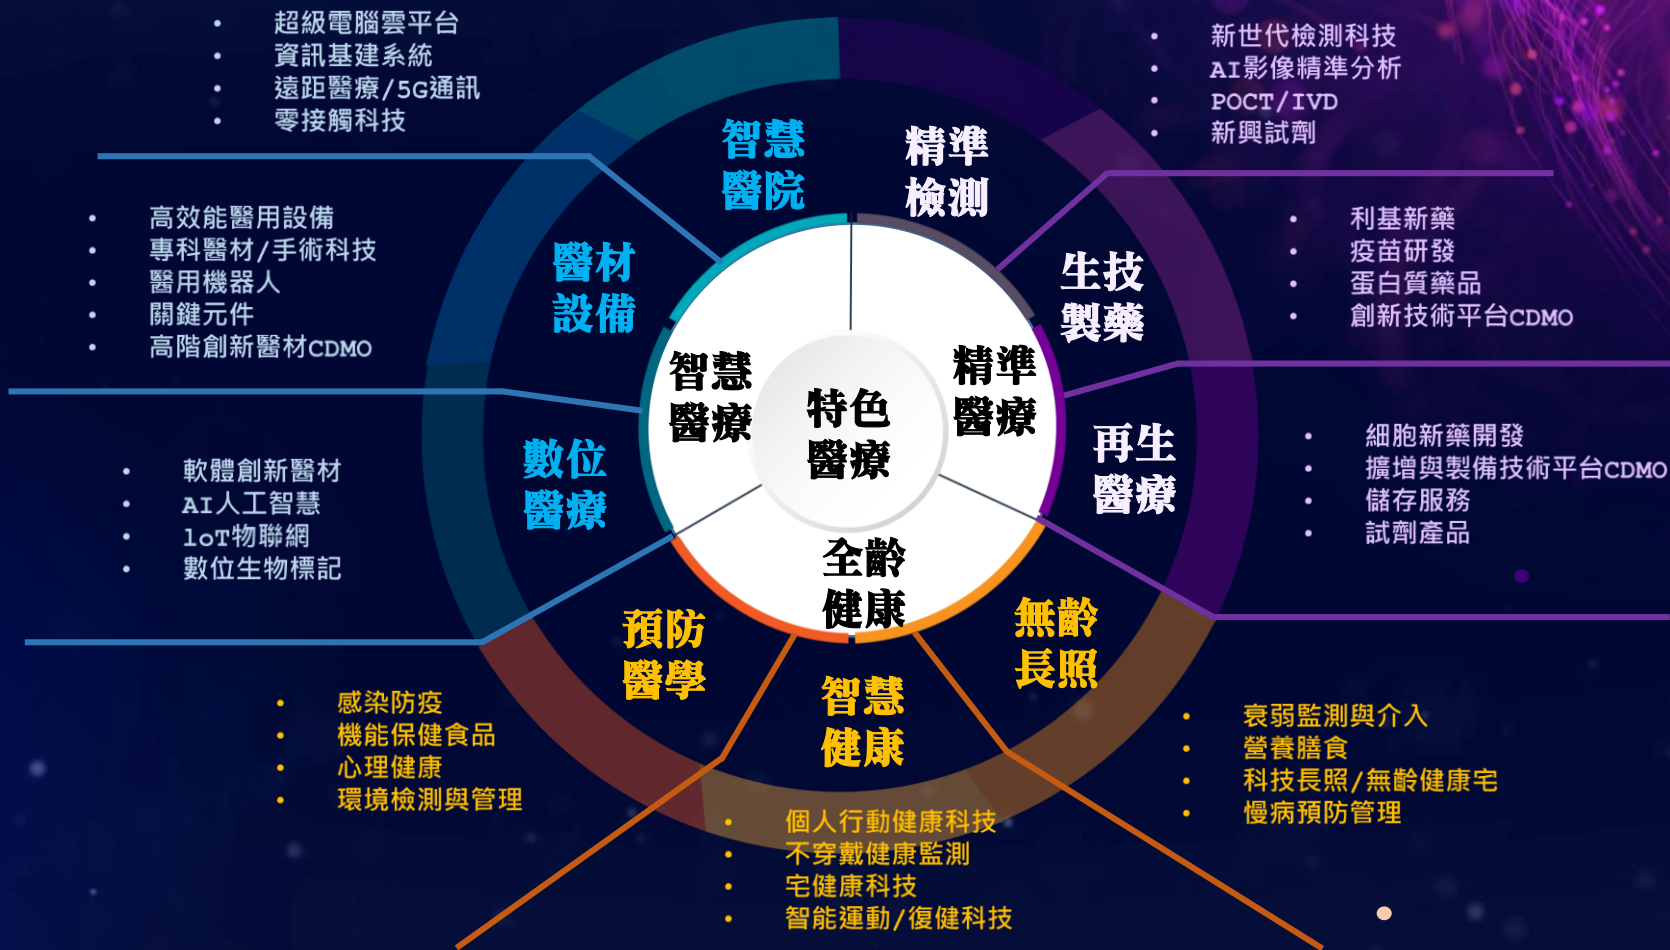 • 超級電腦雲平台
• 資訊基建系統
• 遠距醫療/5G通訊
• 零接觸科技
• 新世代檢測科技
• AI影像精準分析
• POCT/IVD
• 新興試劑
智慧
醫院
精準
檢測
• 高效能醫用設備
• 專科醫材/手術科技
• 醫用機器人
• 關鍵元件
• 高階創新醫材CDMO
醫材
設備
生技
製藥
• 利基新藥
• 疫苗研發
• 蛋白質藥品
• 創新技術平台CDMO
智慧
醫療
特色
醫療
精準
醫療
全齡
健康
數位
醫療
再生
醫療
• 軟體創新醫材
• AI人工智慧
• loT物聯網
• 數位生物標記
• 細胞新藥開發
• 擴增與製備技術平台CDMO
• 儲存服務
• 試劑產品
預防
醫學
智慧
健康
無齡
長照
• 感染防疫
• 機能保健食品
• 心理健康
• 環境檢測與管理
• 個人行動健康科技
• 不穿戴健康監測
• 宅健康科技
• 智能運動/復健科技
• 衰弱監測與介入
• 營養膳食
• 科技長照/無齡健康宅
• 慢病預防管理